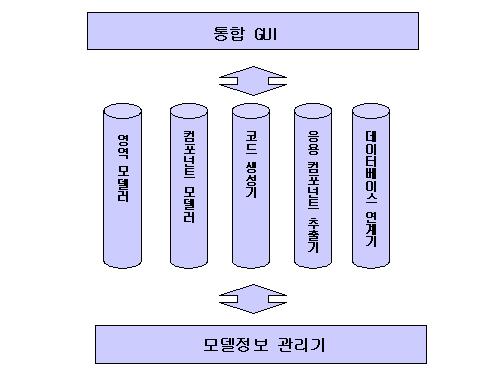 통합 GUI
영역 모델러
컴포넌트 모델러
코드 생성기
응용 컴포넌트 추출기
데이터베이스 연계기
모델정보 관리기